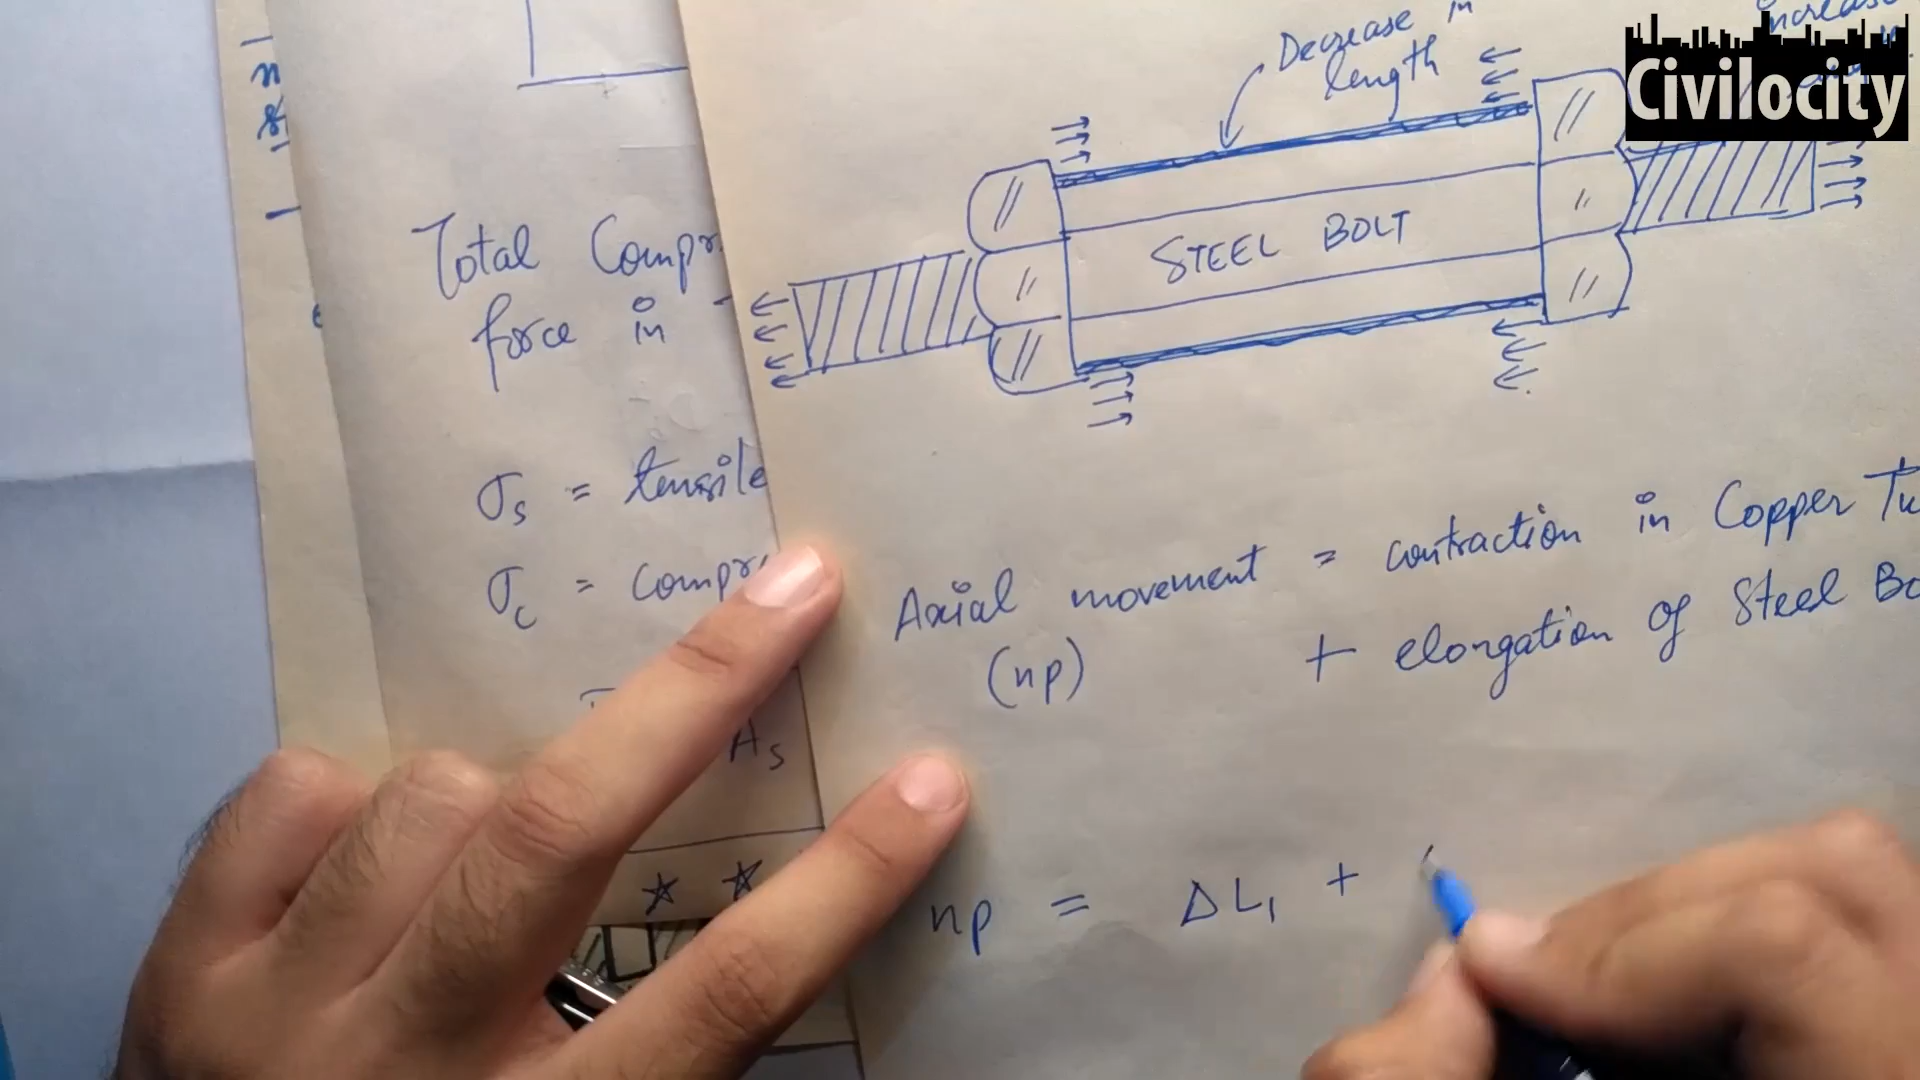 Civilocity
Decrease in
length
increase
STEEL BOLT
Total Compr
force in
σs = tensile
σc = compr
As
Axial movement = contraction in Copper Tu
(np) + elongation of Steel Bo
np = ΔL1 +